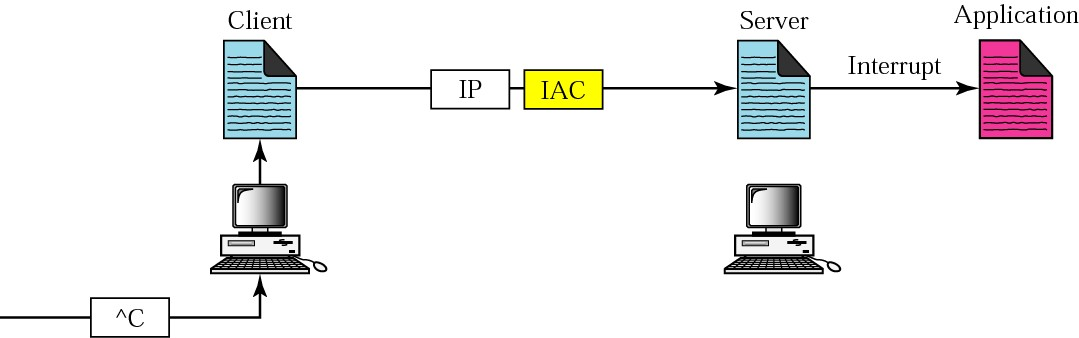 Client
Server
Application
IP
IAC
Interrupt
^C